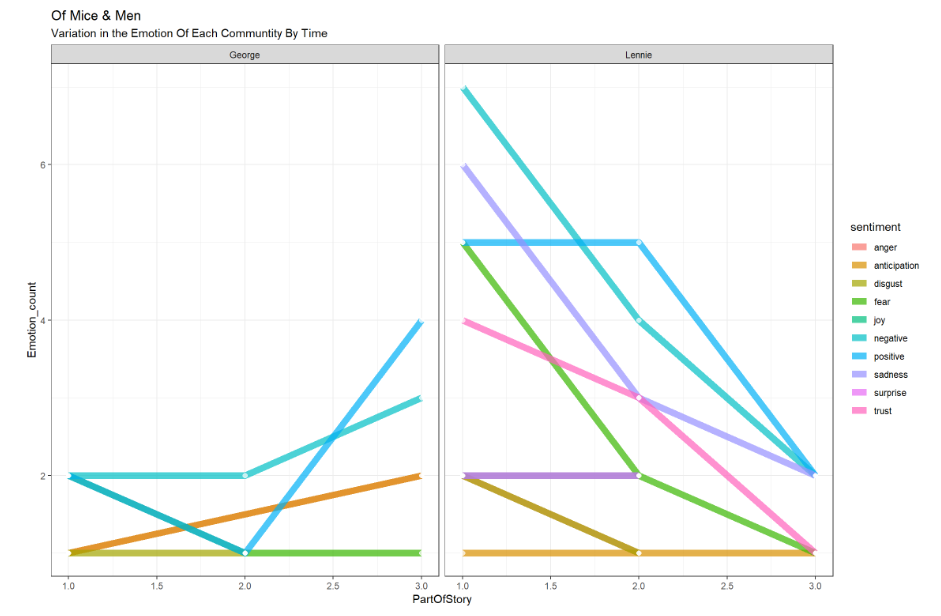 Of Mice & Men
Variation in the Emotion Of Each Communtiy By Time
George
Lennie
6
4
2
Emotion_count
1.0 1.5 2.0 2.5 3.0
1.0 1.5 2.0 2.5 3.0
PartOfStory
sentiment
anger
anticipation
disgust
fear
joy
negative
positive
sadness
surprise
trust